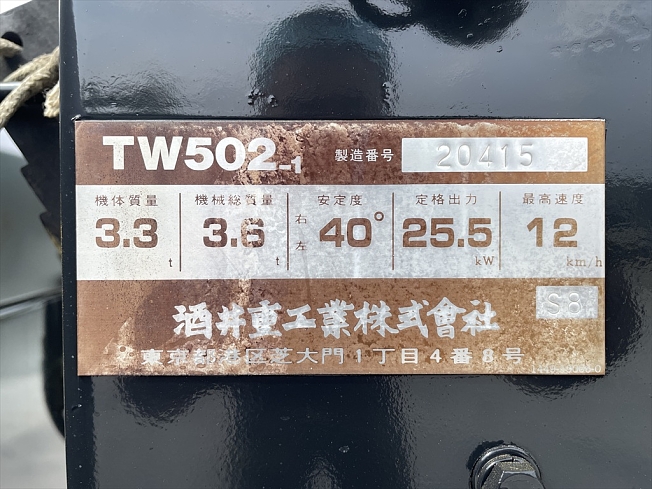 TW502-1 製造番号 20415
機体質量 機械総質量 安定度 定格出力 最高速度
3.3 t 3.6 t 右左 40° 25.5 kW 12 km/h
酒井重工業株式會社 S8
東京都港区芝大門1丁目4番8号